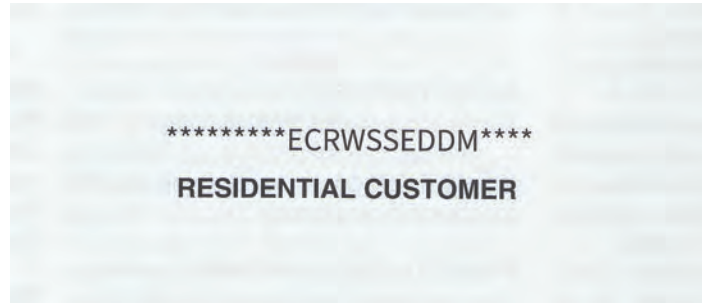 *********ECRWSSEDDM****
RESIDENTIAL CUSTOMER